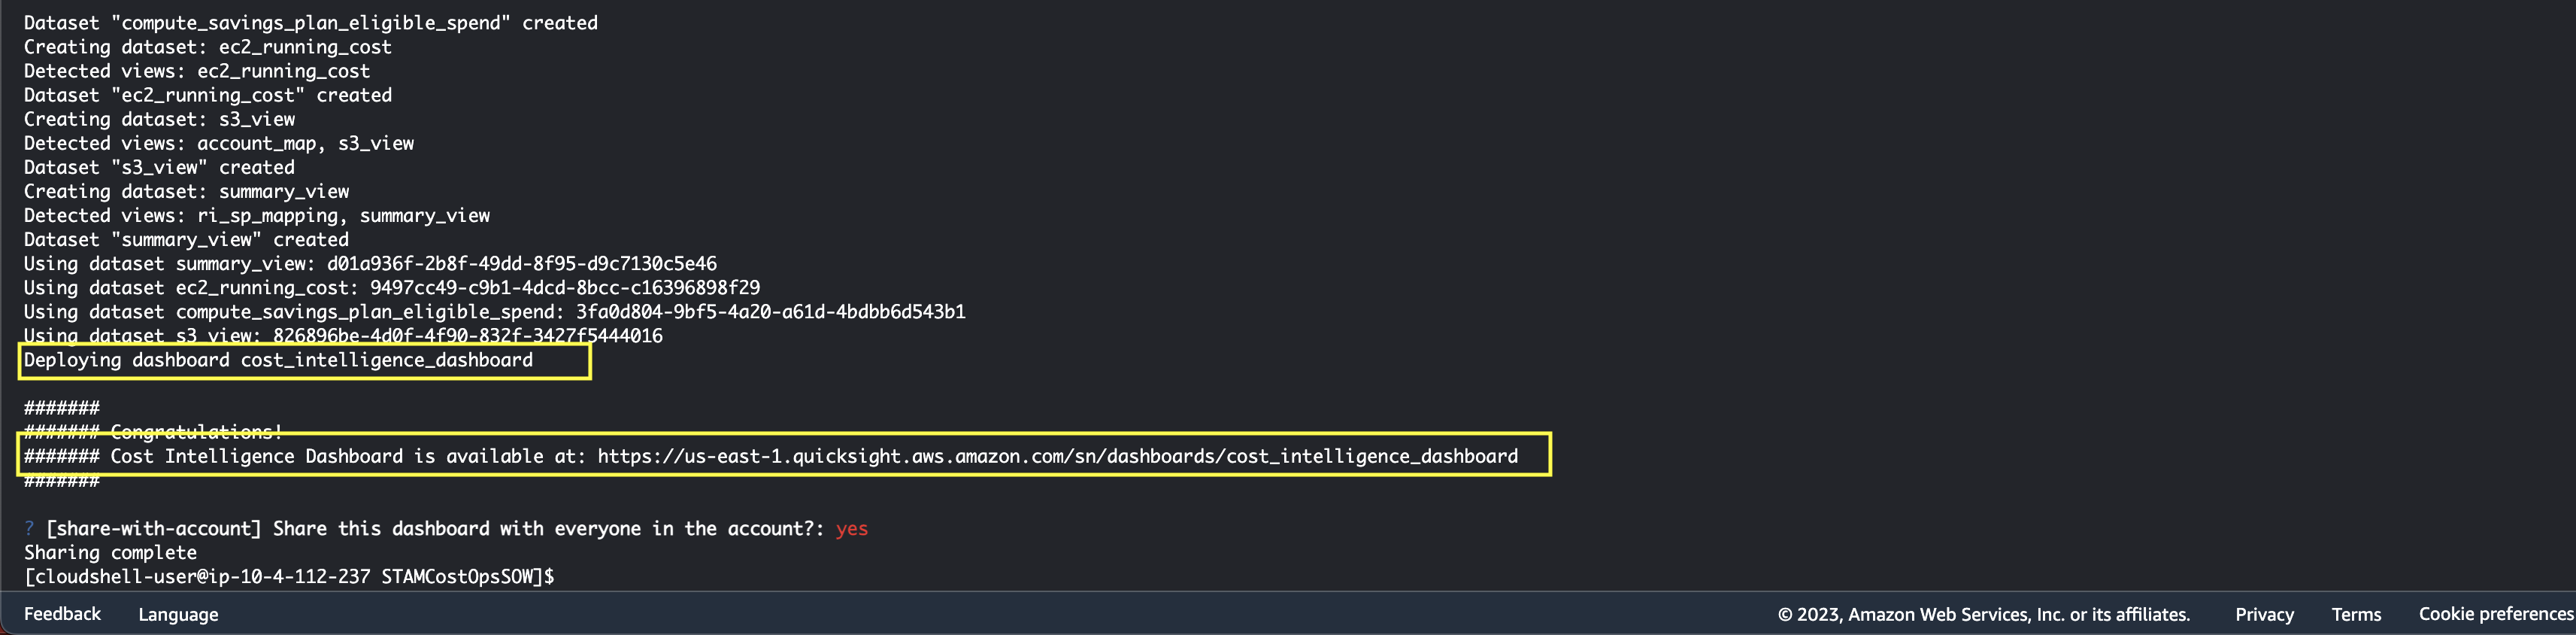 Dataset "compute_savings_plan_eligible_spend" created
Creating dataset: ec2_running_cost
Detected views: ec2_running_cost
Dataset "ec2_running_cost" created
Creating dataset: s3_view
Detected views: account_map, s3_view
Dataset "s3_view" created
Creating dataset: summary_view
Detected views: ri_sp_mapping, summary_view
Dataset "summary_view" created
Using dataset summary_view: d01a936f-2b8f-49dd-8f95-d9c7130c5e46
Using dataset ec2_running_cost: 9497cc49-c9b1-4dcd-8bcc-c16396898f29
Using dataset compute_savings_plan_eligible_spend: 3fa0d804-9bf5-4a20-a61d-4bdbb6d543b1
Using dataset s3_view: 826896be-4d0f-4f90-832f-3427f5444016
Deploying dashboard cost_intelligence_dashboard
#######
####### Congratulations!
####### Cost Intelligence Dashboard is available at: https://us-east-1.quicksight.aws.amazon.com/sn/dashboards/cost_intelligence_dashboard
#######
? [share-with-account] Share this dashboard with everyone in the account?: yes
Sharing complete
[cloudshell-user@ip-10-4-112-237 STAMCostOpsSOW]$
Feedback Language © 2023, Amazon Web Services, Inc. or its affiliates. Privacy Terms Cookie preferences